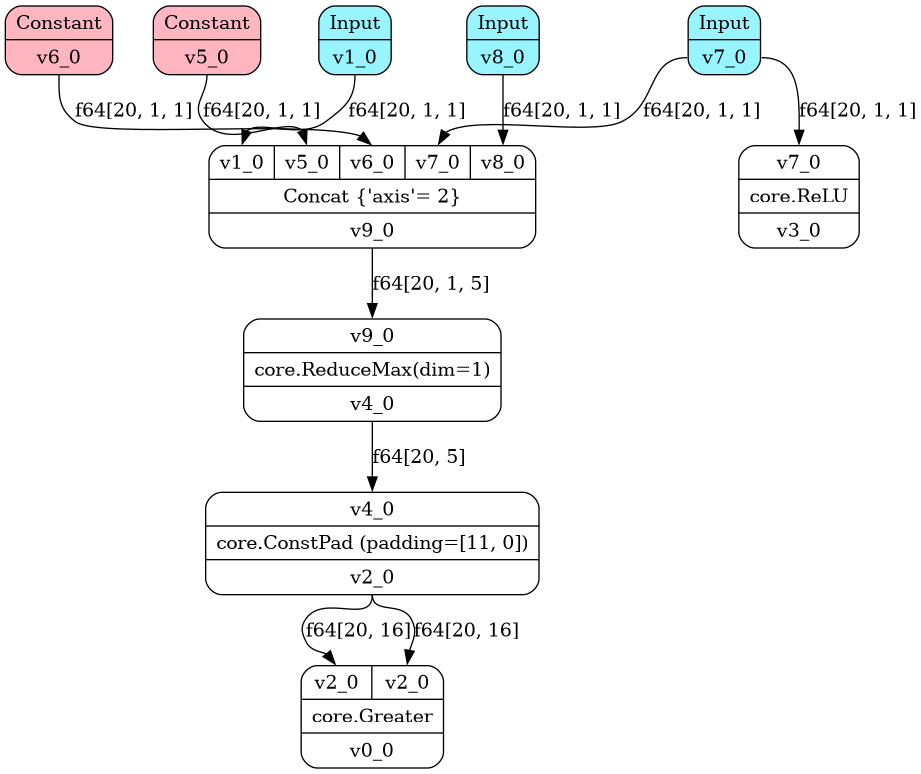 Constant
v6_0
Constant
v5_0
Input
v1_0
Input
v8_0
Input
v7_0
f64[20, 1, 1]
f64[20, 1, 1]
f64[20, 1, 1]
f64[20, 1, 1]
f64[20, 1, 1]
f64[20, 1, 1]
v1_0 v5_0 v6_0 v7_0 v8_0
Concat {'axis'= 2}
v9_0
v7_0
core.ReLU
v3_0
f64[20, 1, 5]
v9_0
core.ReduceMax(dim=1)
v4_0
f64[20, 5]
v4_0
core.ConstPad (padding=[11, 0])
v2_0
f64[20, 16]
f64[20, 16]
v2_0 v2_0
core.Greater
v0_0